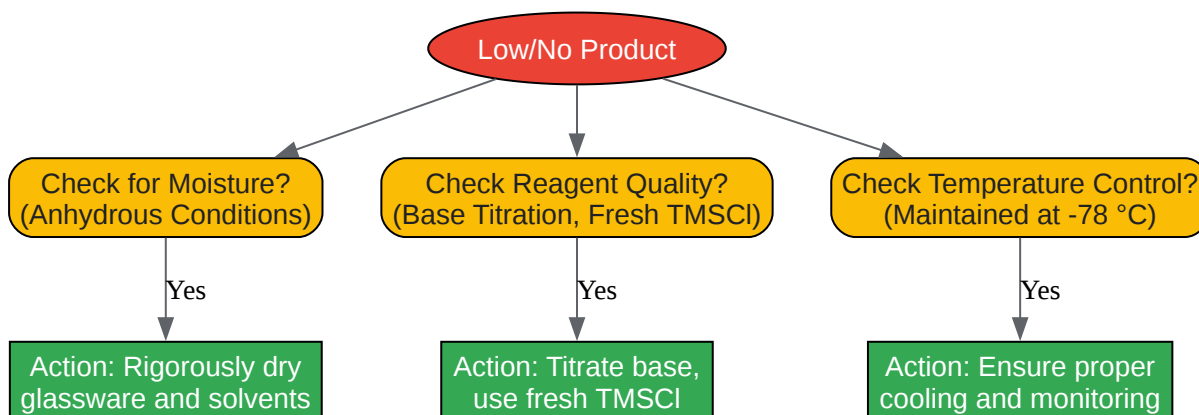 Low/No Product
Check for Moisture?
(Anhydrous Conditions)
Check Reagent Quality?
(Base Titration, Fresh TMSCl)
Check Temperature Control?
(Maintained at -78 °C)
Yes
Yes
Yes
Action: Rigorously dry
glassware and solvents
Action: Titrate base,
use fresh TMSCl
Action: Ensure proper
cooling and monitoring